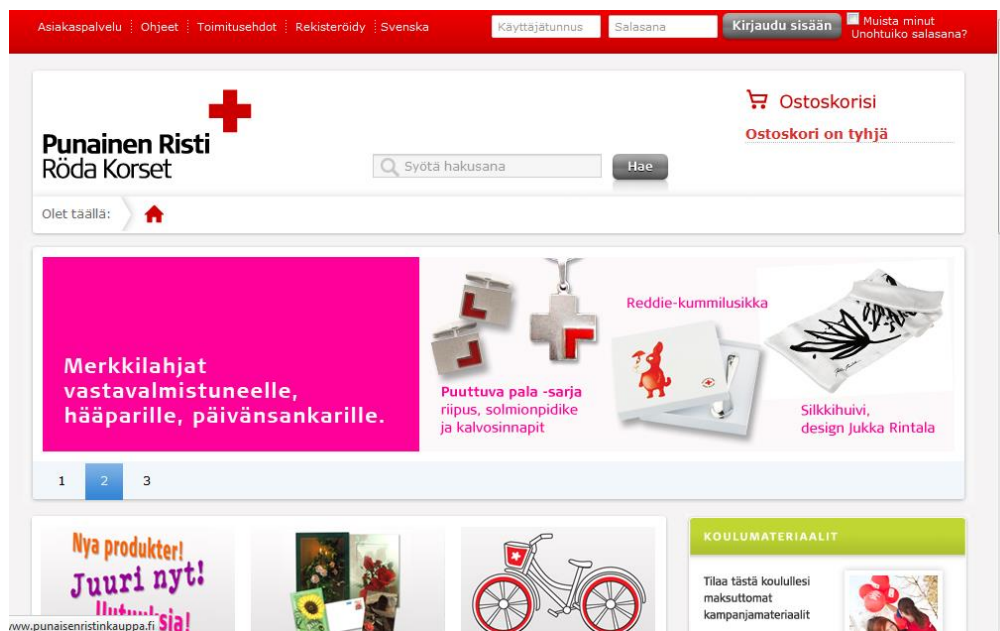 Asiakaspalvelu Ohjeet Toimitusehdot Rekisteröidy Svenska
Käyttäjätunnus Salasana Kirjaudu sisään Muista minut
Unohtuiko salasana?
Ostoskorisi
Ostoskori on tyhjä
Punainen Risti
Röda Korset
Syötä hakusana Hae
Olet täällä:
Merkkilahjat
vastavalmistuneelle,
hääparille, päivänsankarille.
Puuttuva pala -sarja
riipus, solmionpidike
ja kalvosinnapit
Reddie-kummilusikka
Silkkihuivi,
design Jukka Rintala
1 2 3
Nya produkter!
Juuri nyt!
KOULUMATERIAALIT
Tilaa tästä koulullesi
maksuttomat
kampanjamateriaalit
www.punaisenristinkauppa.fi